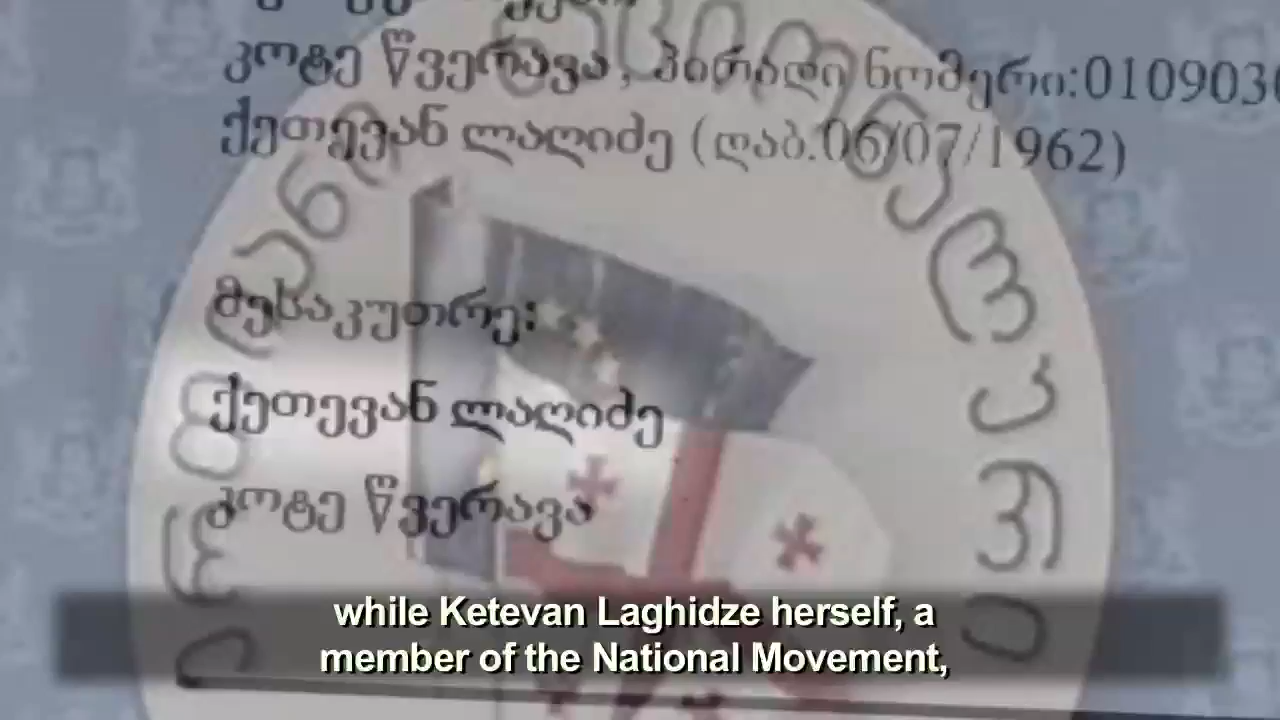 კოტე წვერავა, პირადი ნომერი:0109030
ქეთევან ლაღიძე (დაბ.06/07/1962)
მესაკუთრე:
ქეთევან ლაღიძე
კოტე წვერავა
while Ketevan Laghidze herself, a
member of the National Movement,